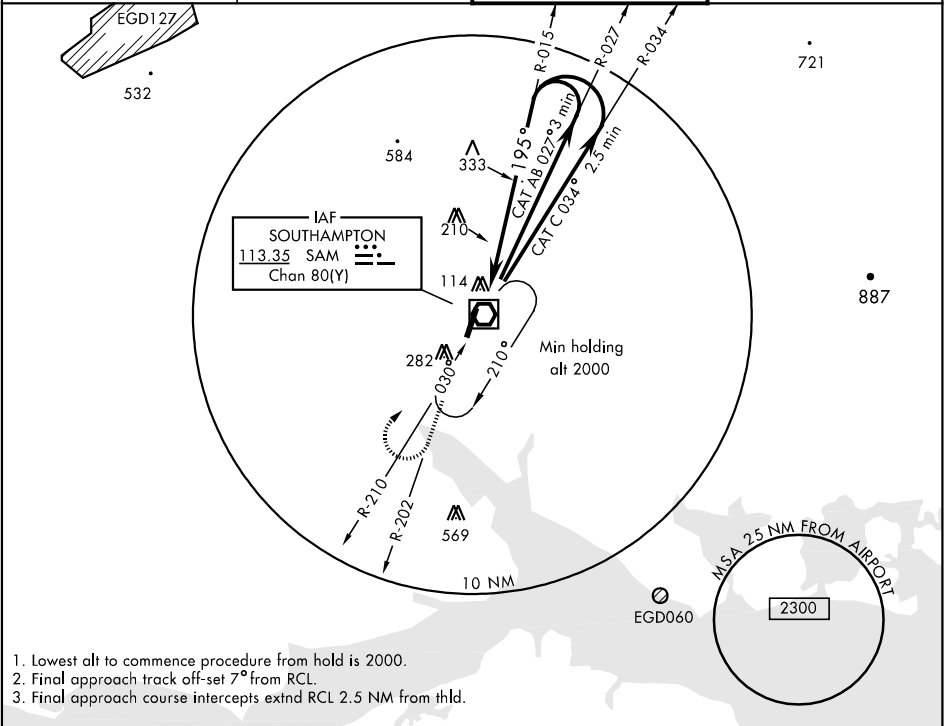 EGD127
532
R-015
R-027
R-034
721
584
333
195°
CAT AB 027° 3 min
CAT C 034° 2.5 min
210
IAF
SOUTHAMPTON
113.35 SAM
Chan 80(Y)
114
887
282
030°
210°
Min holding
alt 2000
R-210
R-202
569
10 NM
MSA 25 NM FROM AIRPORT
2300
EGD060
1. Lowest alt to commence procedure from hold is 2000.
2. Final approach track off-set 7° from RCL.
3. Final approach course intercepts extnd RCL 2.5 NM from thld.